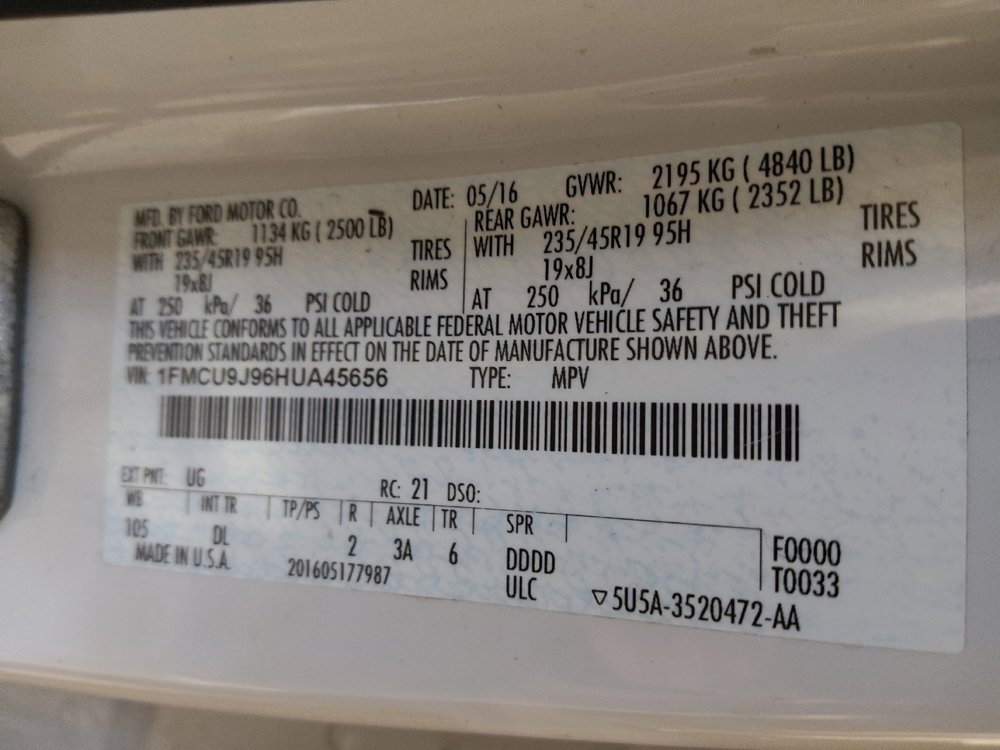 MFD. BY FORD MOTOR CO. DATE: 05/16 GVWR: 2195 KG ( 4840 LB)
FRONT GAWR: 1134 KG ( 2500 LB) REAR GAWR: 1067 KG ( 2352 LB)
WITH 235/45R19 95H TIRES WITH 235/45R19 95H TIRES
19x8J RIMS 19x8J RIMS
AT 250 kPa/ 36 PSI COLD AT 250 kPa/ 36 PSI COLD
THIS VEHICLE CONFORMS TO ALL APPLICABLE FEDERAL MOTOR VEHICLE SAFETY AND THEFT
PREVENTION STANDARDS IN EFFECT ON THE DATE OF MANUFACTURE SHOWN ABOVE.
VIN: 1FMCU9J96HUA45656 TYPE: MPV
EXT PNT: UG RC: 21 DSO:
WB INT TR TP/PS R AXLE TR SPR
105 DL 2 3A 6 DDDD F0000
MADE IN U.S.A. 201605177987 ULC T0033
▽5U5A-3520472-AA